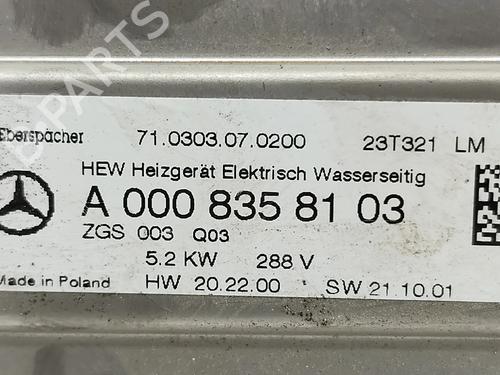 Eberspächer 71.0303.07.0200 23T321 LM
HEW Heizgerät Elektrisch Wasserseitig
A 000 835 81 03
ZGS 003 Q03
5.2 KW 288 V
Made in Poland HW 20.22.00 SW 21.10.01